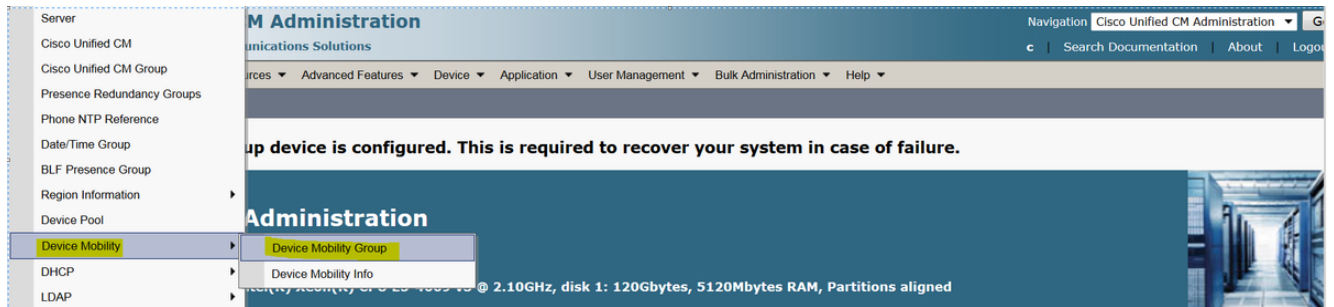 Server
Cisco Unified CM
Cisco Unified CM Group
Presence Redundancy Groups
Phone NTP Reference
Date/Time Group
BLF Presence Group
Region Information
Device Pool
Device Mobility
DHCP
LDAP
Device Mobility Group
Device Mobility Info
M Administration
unications Solutions
Navigation Cisco Unified CM Administration G
c | Search Documentation | About | Logou
urces Advanced Features Device Application User Management Bulk Administration Help
up device is configured. This is required to recover your system in case of failure.
Administration
@ 2.10GHz, disk 1: 120Gbytes, 5120Mbytes RAM, Partitions aligned